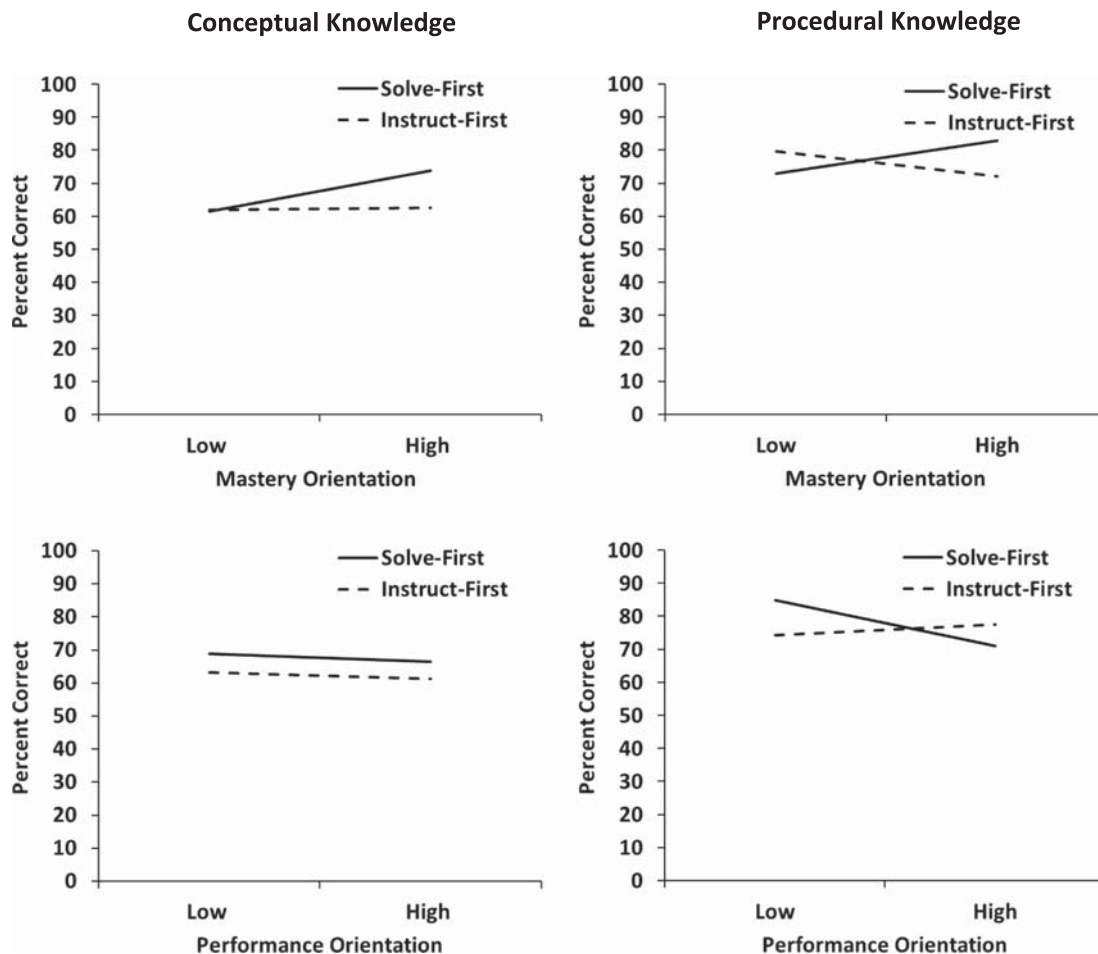 Conceptual Knowledge
Procedural Knowledge
100
90
80
70
60
50
40
30
20
10
0
Percent Correct
Solve-First
Instruct-First
Low
High
Mastery Orientation
100
90
80
70
60
50
40
30
20
10
0
Percent Correct
Solve-First
Instruct-First
Low
High
Mastery Orientation
100
90
80
70
60
50
40
30
20
10
0
Percent Correct
Solve-First
Instruct-First
Low
High
Performance Orientation
100
90
80
70
60
50
40
30
20
10
0
Percent Correct
Solve-First
Instruct-First
Low
High
Performance Orientation